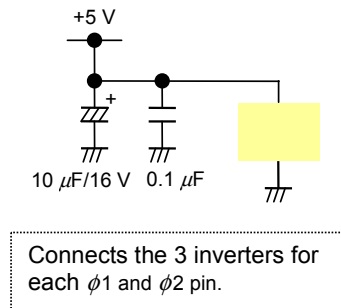 +5 V
+
10 μF/16 V 0.1 μF
Connects the 3 inverters for
each ϕ1 and ϕ2 pin.